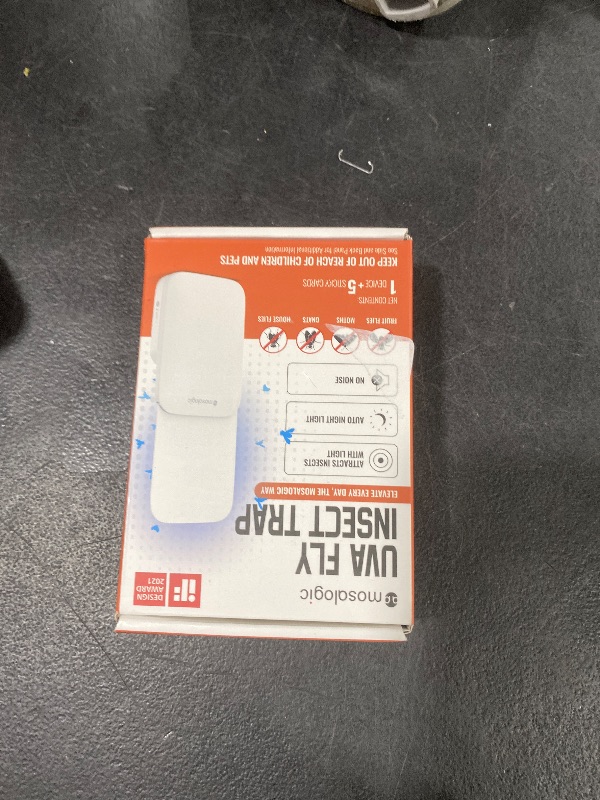 mosalogic
UVA FLY
INSECT TRAP
ELEVATE EVERY DAY, THE MOSALOGIC WAY
iF
DESIGN
AWARD
2021
ATTRACTS INSECTS
WITH LIGHT
AUTO NIGHT LIGHT
NO NOISE
mosalogic
FRUIT FLIES
MOTHS
GNATS
HOUSE FLIES
NET CONTENTS
1 DEVICE + 5 STICKY CARDS
KEEP OUT OF REACH OF CHILDREN AND PETS
See Side and Back Panel for Additional Information